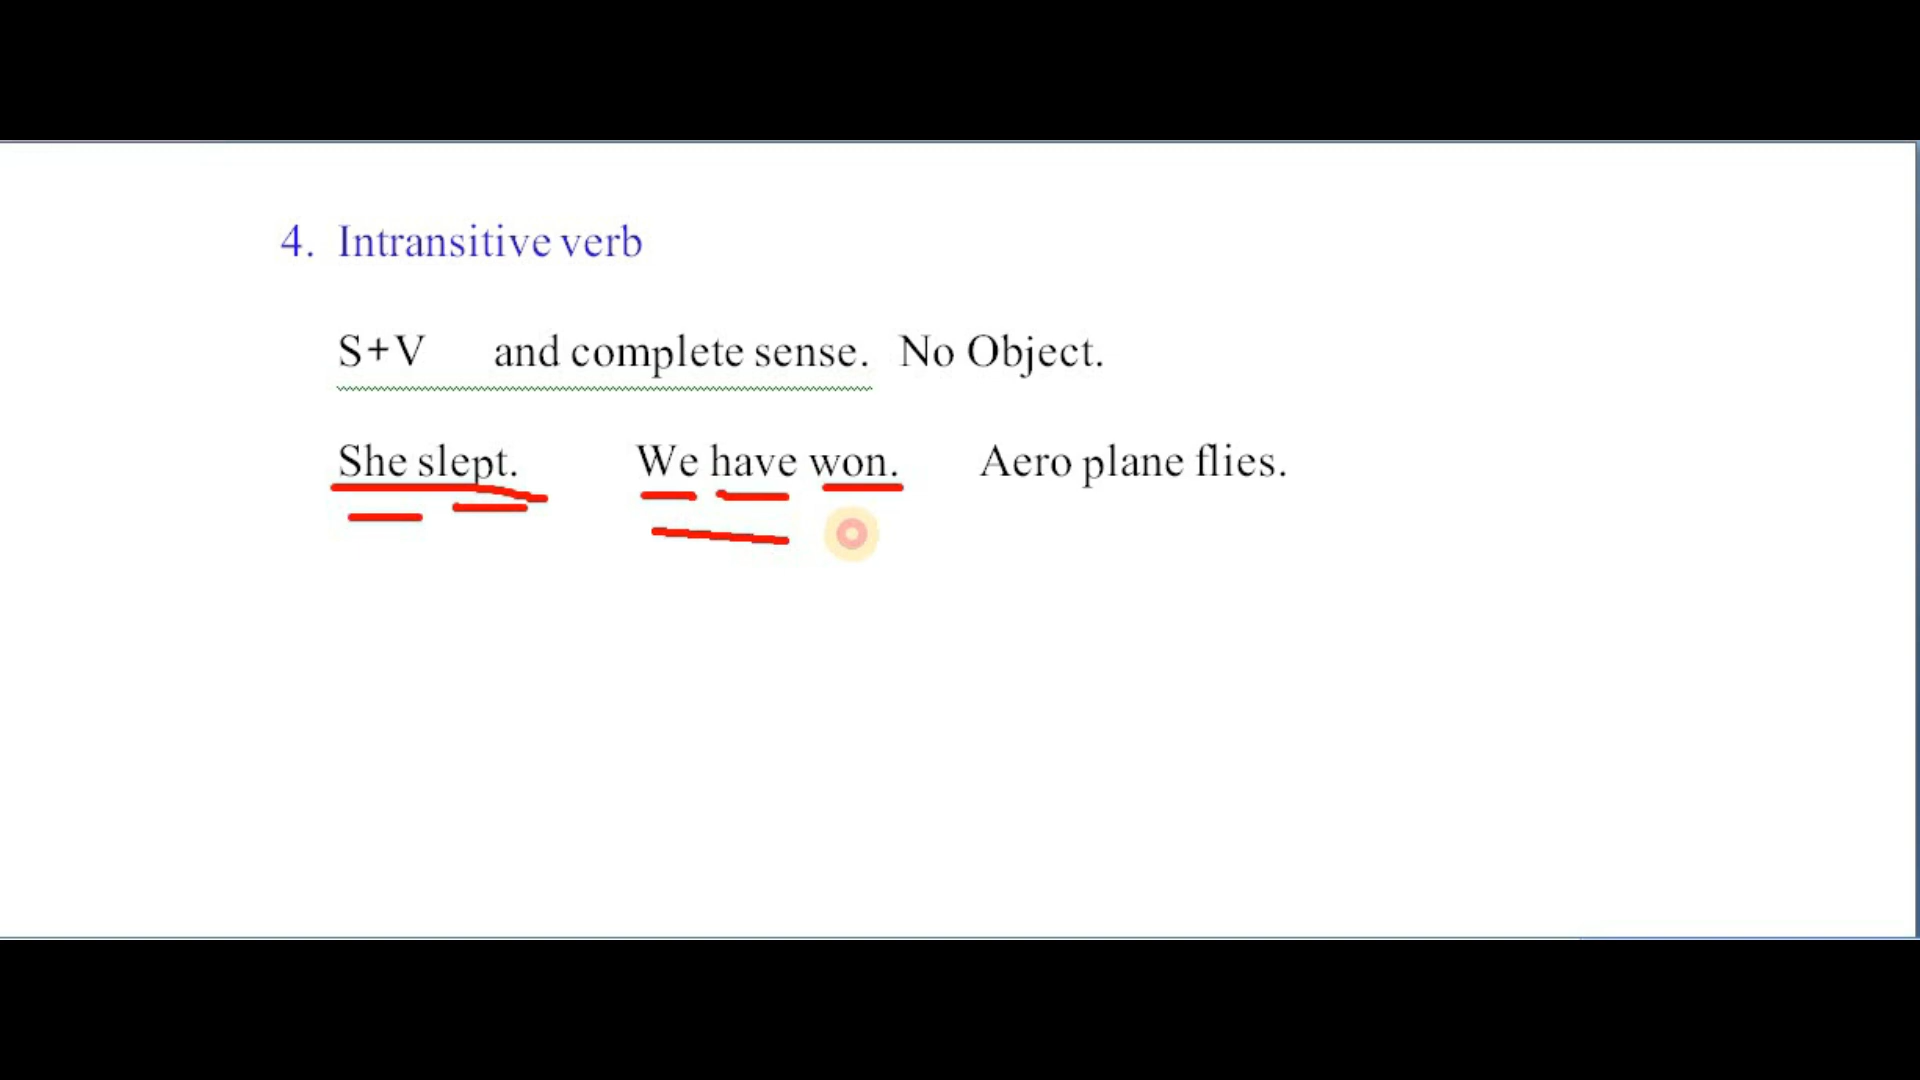 4. Intransitive verb
S+V and complete sense. No Object.
She slept. We have won. Aero plane flies.